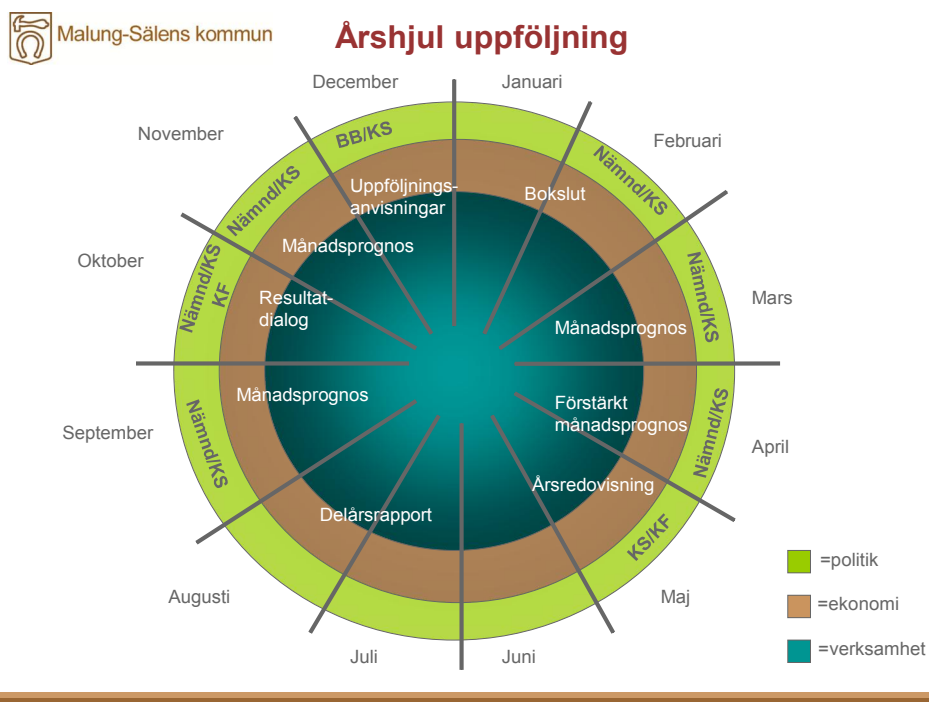 Malung-Sälens kommun
Årshjul uppföljning
December
Januari
November
Februari
BB/KS
Nämnd/KS
Nämnd/KS
Uppföljnings-
anvisningar
Bokslut
Månadsprognos
Oktober
Nämnd/KS
KF
Resultat-
dialog
Nämnd/KS
Mars
Månadsprognos
Månadsprognos
Förstärkt
månadsprognos
September
Nämnd/KS
Nämnd/KS
April
Årsredovisning
Delårsrapport
KS/KF
=politik
Augusti
Maj
=ekonomi
Juli
Juni
=verksamhet